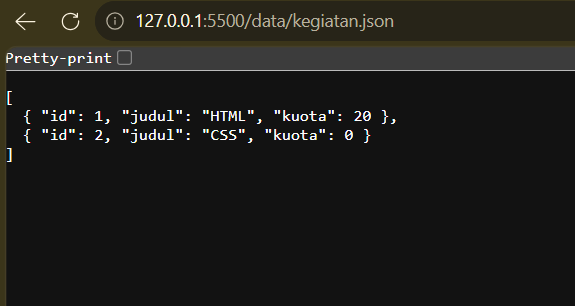 127.0.0.1:5500/data/kegiatan.json
Pretty-print
[
  { "id": 1, "judul": "HTML", "kuota": 20 },
  { "id": 2, "judul": "CSS", "kuota": 0 }
]